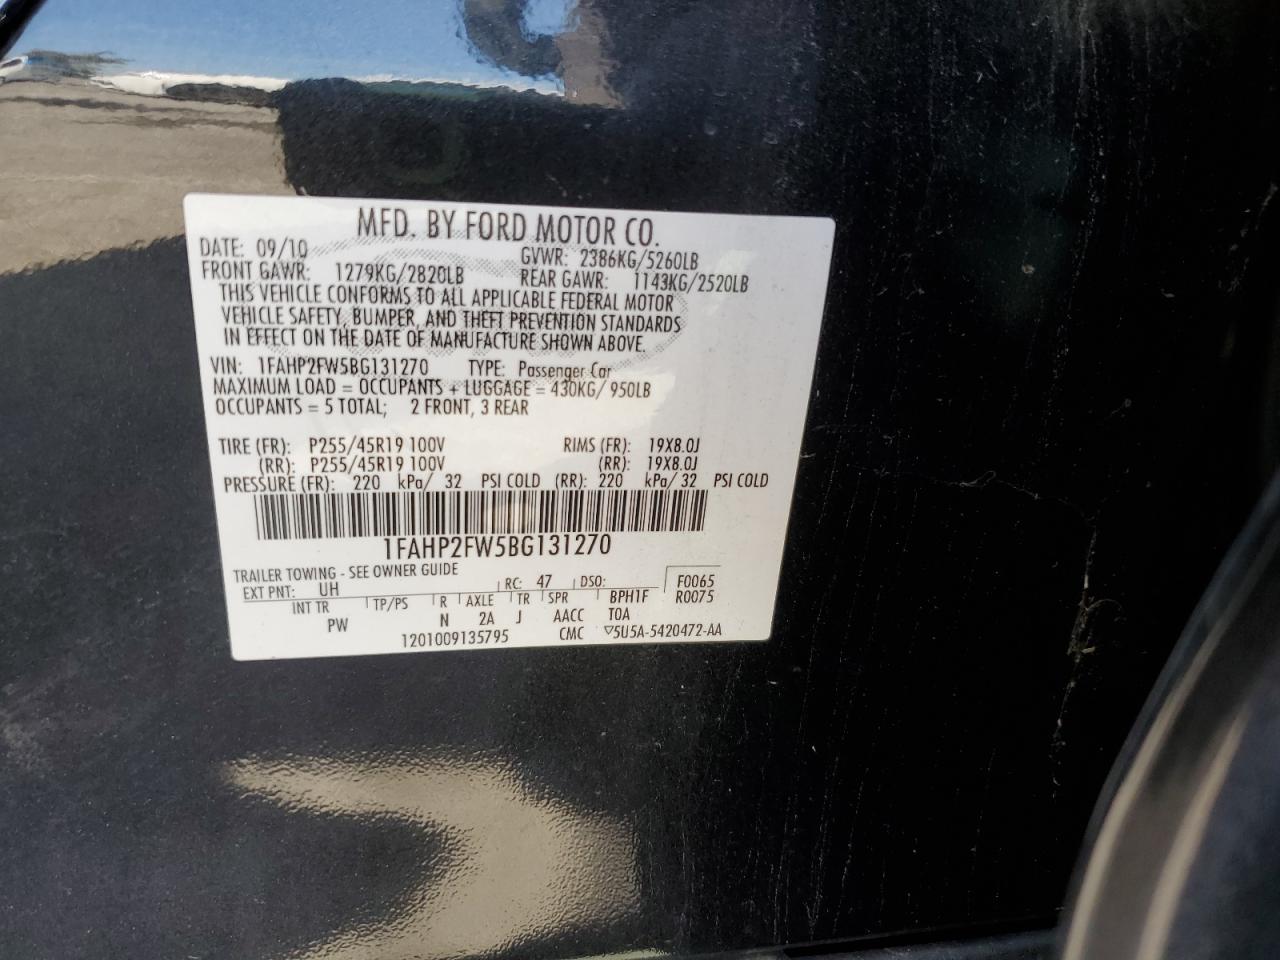 MFD. BY FORD MOTOR CO.
DATE: 09/10 GVWR: 2386KG/5260LB
FRONT GAWR: 1279KG/2820LB REAR GAWR: 1143KG/2520LB
THIS VEHICLE CONFORMS TO ALL APPLICABLE FEDERAL MOTOR
VEHICLE SAFETY, BUMPER, AND THEFT PREVENTION STANDARDS
IN EFFECT ON THE DATE OF MANUFACTURE SHOWN ABOVE.
VIN: 1FAHP2FW5BG131270 TYPE: Passenger Car
MAXIMUM LOAD = OCCUPANTS + LUGGAGE = 430KG/ 950LB
OCCUPANTS = 5 TOTAL; 2 FRONT, 3 REAR
TIRE (FR): P255/45R19 100V RIMS (FR): 19X8.0J
(RR): P255/45R19 100V (RR): 19X8.0J
PRESSURE (FR): 220 kPa/ 32 PSI COLD (RR): 220 kPa/ 32 PSI COLD
1FAHP2FW5BG131270
TRAILER TOWING - SEE OWNER GUIDE
EXT PNT: UH RC: 47 DSO: F0065
INT TR TP/PS R AXLE TR SPR BPH1F R0075
PW N 2A J AACC TOA
1201009135795 CMC ▽5U5A-5420472-AA